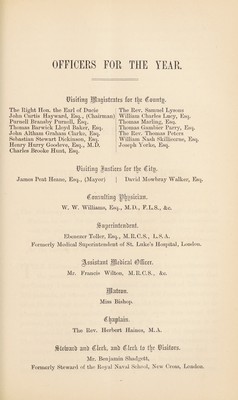 OFFICERS FOR THE YEAR.
Visiting Magistrates for the County.
The Right Hon. the Earl of Ducie
The Rev. Samuel Lysons
John Curtis Hayward, Esq., (Chairman)
William Charles Lucy, Esq.
Purnell Bransby Purnell, Esq.
Thomas Marling, Esq.
Thomas Barwick Lloyd Baker, Esq.
Thomas Gambier Parry, Esq.
John Altham Graham Clarke, Esq.
The Rev. Thomas Peters
Sebastian Stewart Dickinson, Esq.
William Nash Skillicorne, Esq.
Henry Harry Goodeve, Esq., M.D.
Joseph Yorke, Esq.
Charles Brooke Hunt, Esq.
Visiting Justices for the City.
James Peat Heane, Esq., (Mayor) | David Mowbray Walker, Esq.
Consulting Physician.
W. W. Williams, Esq., M.D., F.L.S., &c.
Superintendent.
Ebenezer Toller, Esq., M.R.C.S., L.S.A.
Formerly Medical Superintendent of St. Luke's Hospital, London.
Assistant Medical Officer.
Mr. Francis Wilton, M.R.C.S., &c.
Matron.
Miss Bishop.
Chaplain.
The Rev. Herbert Haines, M.A.
Steward and Clerk, and Clerk to the Visitors.
Mr. Benjamin Shadgett,
Formerly Steward of the Royal Naval School, New Cross, London.